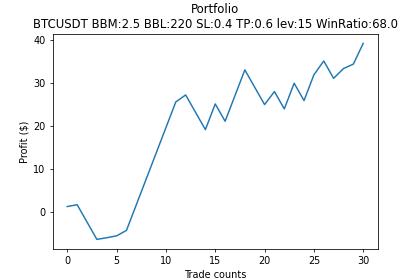 Portfolio
BTCUSDT BBM:2.5 BBL:220 SL:0.4 TP:0.6 lev:15 WinRatio:68.0
40
30
20
10
0
Profit ($)
0 5 10 15 20 25 30
Trade counts